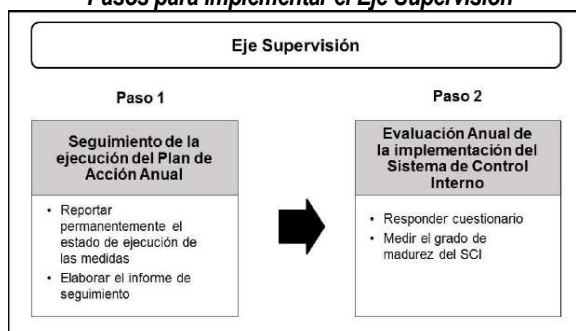 Pasos para implementar el Eje Supervisión
Eje Supervisión
Paso 1
Seguimiento de la
ejecución del Plan de
Acción Anual
• Reportar
permanentemente el
estado de ejecución de
las medidas
• Elaborar el informe de
seguimiento
Paso 2
Evaluación Anual de
la implementación del
Sistema de Control
Interno
• Responder cuestionario
• Medir el grado de
madurez del SCI